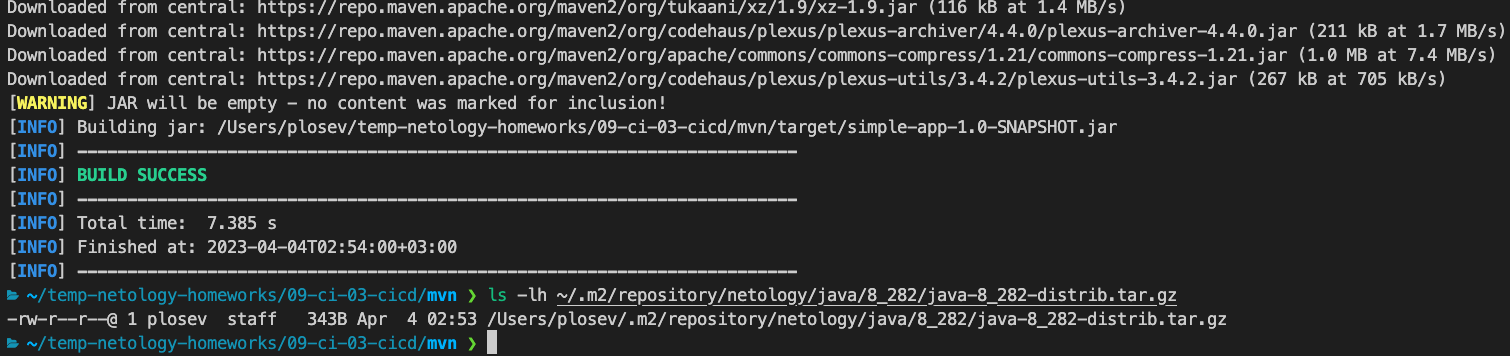 Downloaded from central: https://repo.maven.apache.org/maven2/org/tukaani/xz/1.9/xz-1.9.jar (116 kB at 1.4 MB/s)
Downloaded from central: https://repo.maven.apache.org/maven2/org/codehaus/plexus/plexus-archiver/4.4.0/plexus-archiver-4.4.0.jar (211 kB at 1.7 MB/s)
Downloaded from central: https://repo.maven.apache.org/maven2/org/apache/commons/commons-compress/1.21/commons-compress-1.21.jar (1.0 MB at 7.4 MB/s)
Downloaded from central: https://repo.maven.apache.org/maven2/org/codehaus/plexus/plexus-utils/3.4.2/plexus-utils-3.4.2.jar (267 kB at 705 kB/s)
[WARNING] JAR will be empty - no content was marked for inclusion!
[INFO] Building jar: /Users/plosev/temp-netology-homeworks/09-ci-03-cicd/mvn/target/simple-app-1.0-SNAPSHOT.jar
[INFO] ------------------------------------------------------------------------
[INFO] BUILD SUCCESS
[INFO] ------------------------------------------------------------------------
[INFO] Total time:  7.385 s
[INFO] Finished at: 2023-04-04T02:54:00+03:00
[INFO] ------------------------------------------------------------------------
~/temp-netology-homeworks/09-ci-03-cicd/mvn ❯ ls -lh ~/.m2/repository/netology/java/8_282/java-8_282-distrib.tar.gz
-rw-r--r--@ 1 plosev  staff   343B Apr  4 02:53 /Users/plosev/.m2/repository/netology/java/8_282/java-8_282-distrib.tar.gz
~/temp-netology-homeworks/09-ci-03-cicd/mvn ❯